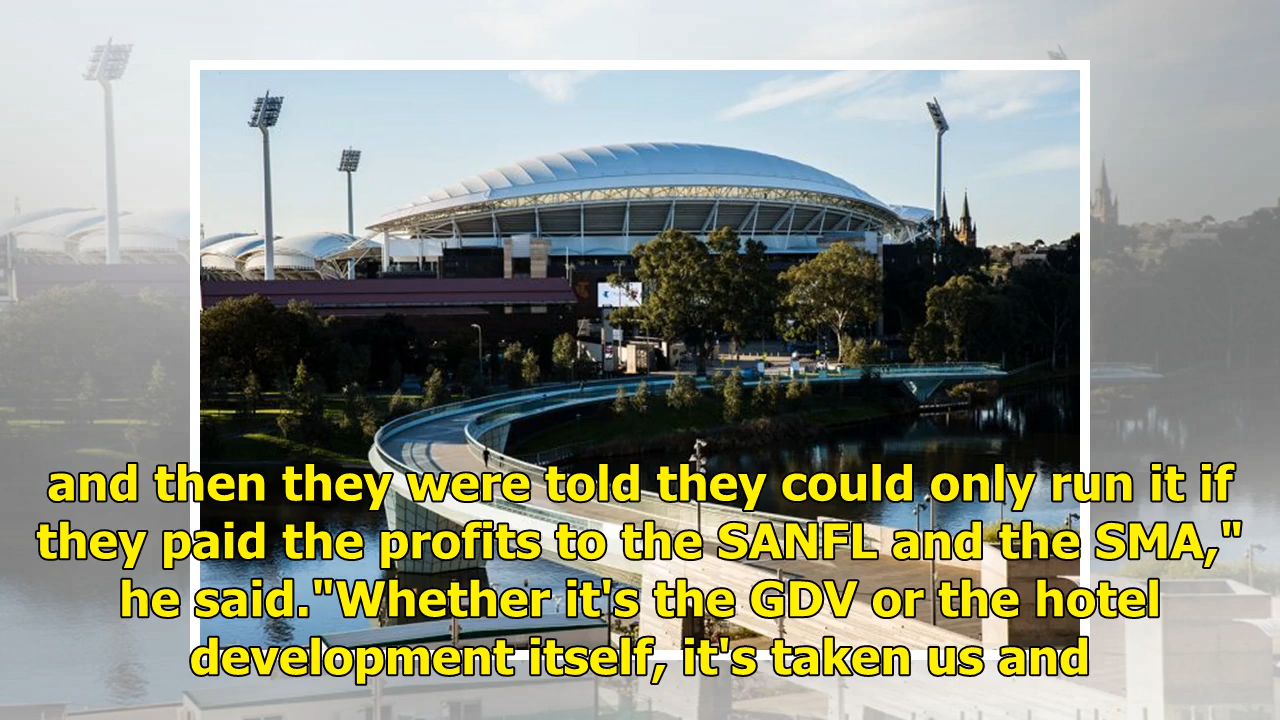 and then they were told they could only run it if
they paid the profits to the SANFL and the SMA,"
he said."Whether it's the GDV or the hotel
development itself, it's taken us and